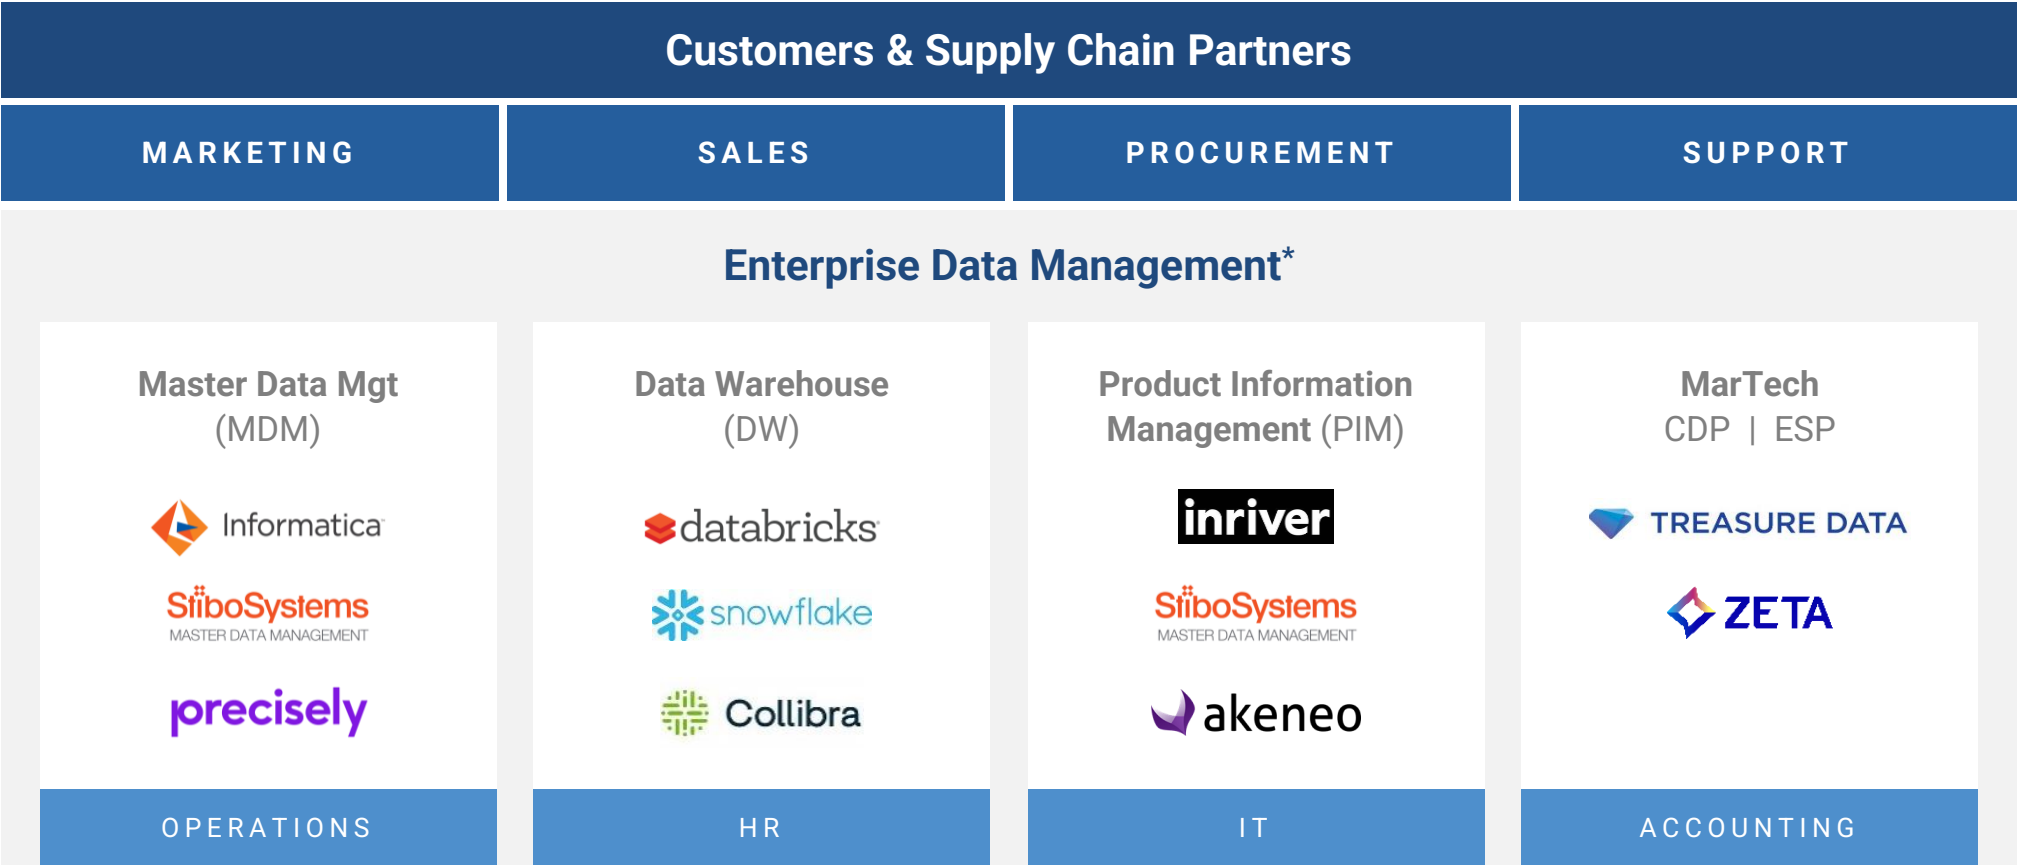 Customers & Supply Chain Partners
MARKETING
SALES
PROCUREMENT
SUPPORT
Enterprise Data Management*
Master Data Mgt
(MDM)
Informatica
StiboSystems
MASTER DATA MANAGEMENT
precisely
Data Warehouse
(DW)
databricks
snowflake
Collibra
Product Information
Management (PIM)
inriver
StiboSystems
MASTER DATA MANAGEMENT
akeneo
MarTech
CDP | ESP
TREASURE DATA
ZETA
OPERATIONS
HR
IT
ACCOUNTING